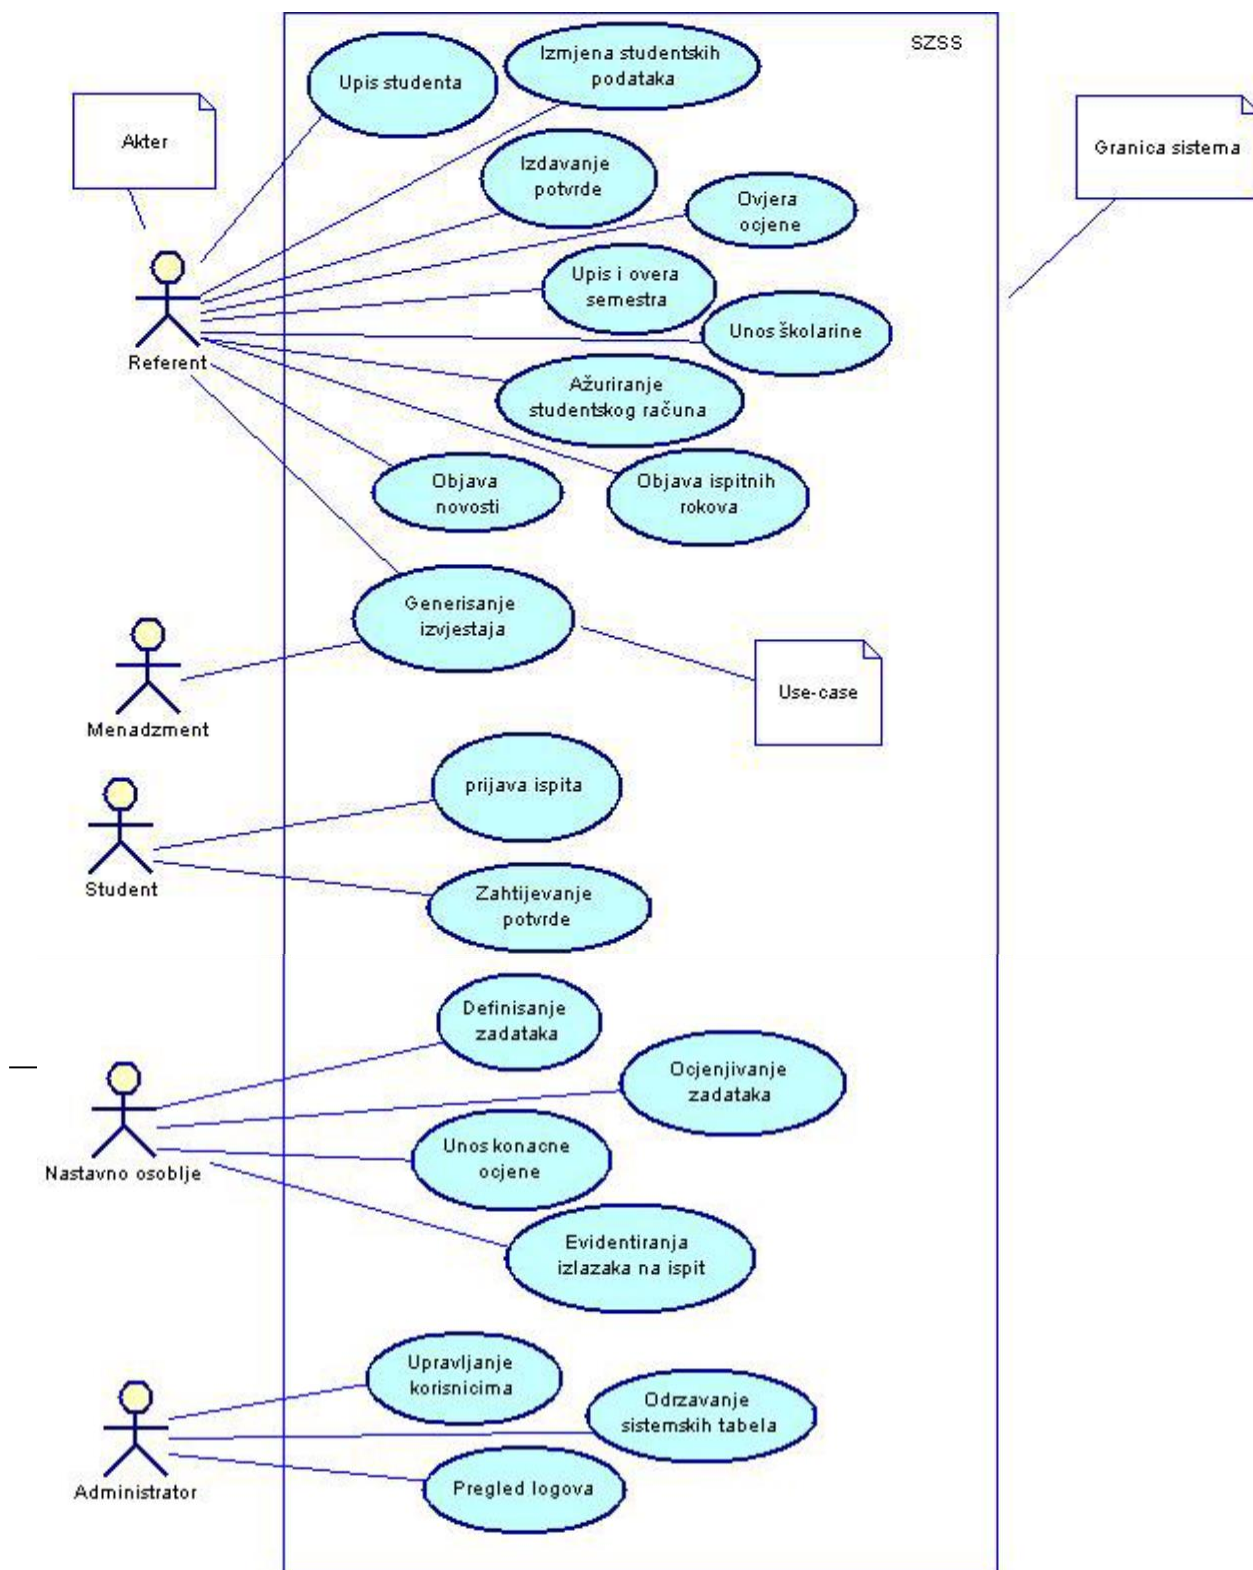 SZSS
Izmjena studentskih
podataka
Upis studenta
Akter
Granica sistema
Izdavanje
potvrde
Ovjera
ocjene
Upis i overa
semestra
Unos školarine
Referent
Ažuriranje
studentskog računa
Objava
novosti
Objava ispitnih
rokova
Generisanje
izvjestaja
Use-case
Menadzment
prijava ispita
Student
Zahtijevanje
potvrde
Definisanje
zadataka
Ocjenjivanje
zadataka
Unos konacne
ocjene
Nastavno osoblje
Evidentiranja
izlazaka na ispit
Upravljanje
korisnicima
Odrzavanje
sistemskih tabela
Pregled logova
Administrator